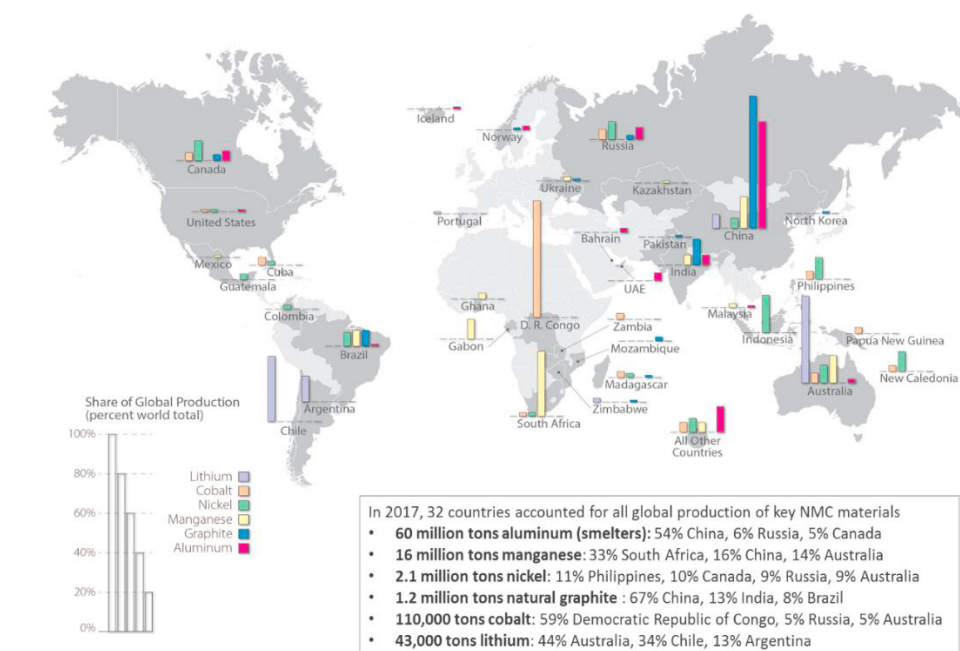 Iceland
Norway
Russia
Canada
Ukraine
Kazakhstan
United States
Portugal
China
North Korea
Bahrain
Pakistan
Mexico
Cuba
India
Guatemala
UAE
Philippines
Ghana
Colombia
D. R. Congo
Zambia
Malaysia
Indonesia
Papua New Guinea
Gabon
Mozambique
Brazil
Madagascar
New Caledonia
Australia
Argentina
Zimbabwe
South Africa
Chile
All Other
Countries
Share of Global Production
(percent world total)
100%
80%
60%
40%
20%
0%
Lithium
Cobalt
Nickel
Manganese
Graphite
Aluminum
In 2017, 32 countries accounted for all global production of key NMC materials
• 60 million tons aluminum (smelters): 54% China, 6% Russia, 5% Canada
• 16 million tons manganese: 33% South Africa, 16% China, 14% Australia
• 2.1 million tons nickel: 11% Philippines, 10% Canada, 9% Russia, 9% Australia
• 1.2 million tons natural graphite : 67% China, 13% India, 8% Brazil
• 110,000 tons cobalt: 59% Democratic Republic of Congo, 5% Russia, 5% Australia
• 43,000 tons lithium: 44% Australia, 34% Chile, 13% Argentina